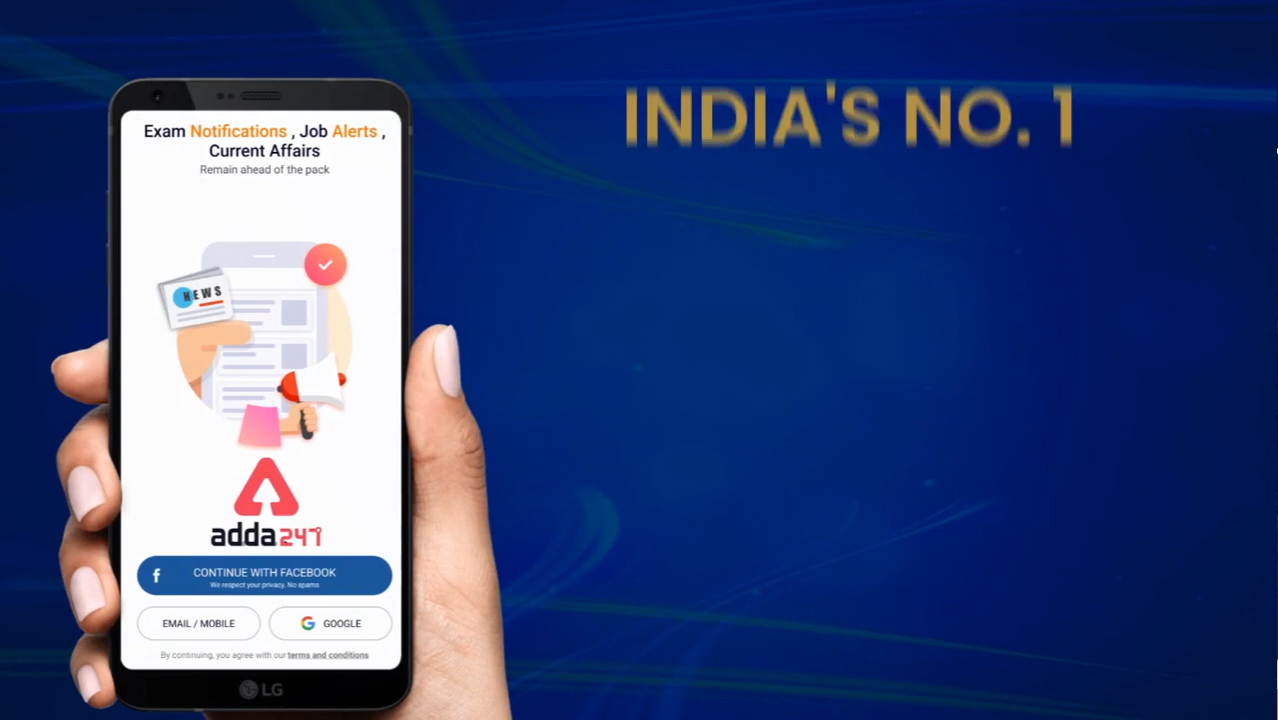 INDIA'S NO. 1
Exam Notifications , Job Alerts ,
Current Affairs
Remain ahead of the pack
NEWS
adda247
CONTINUE WITH FACEBOOK
We respect your privacy. No spams
EMAIL / MOBILE
GOOGLE
By continuing, you agree with our terms and conditions
LG